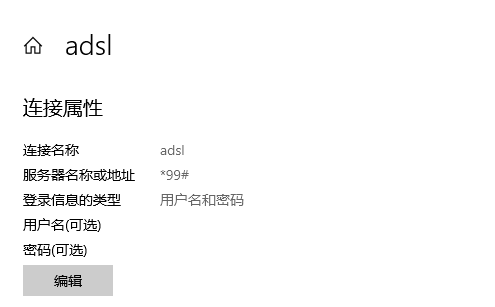 adsl
连接属性
连接名称 adsl
服务器名称或地址 *99#
登录信息的类型 用户名和密码
用户名(可选)
密码(可选)
编辑